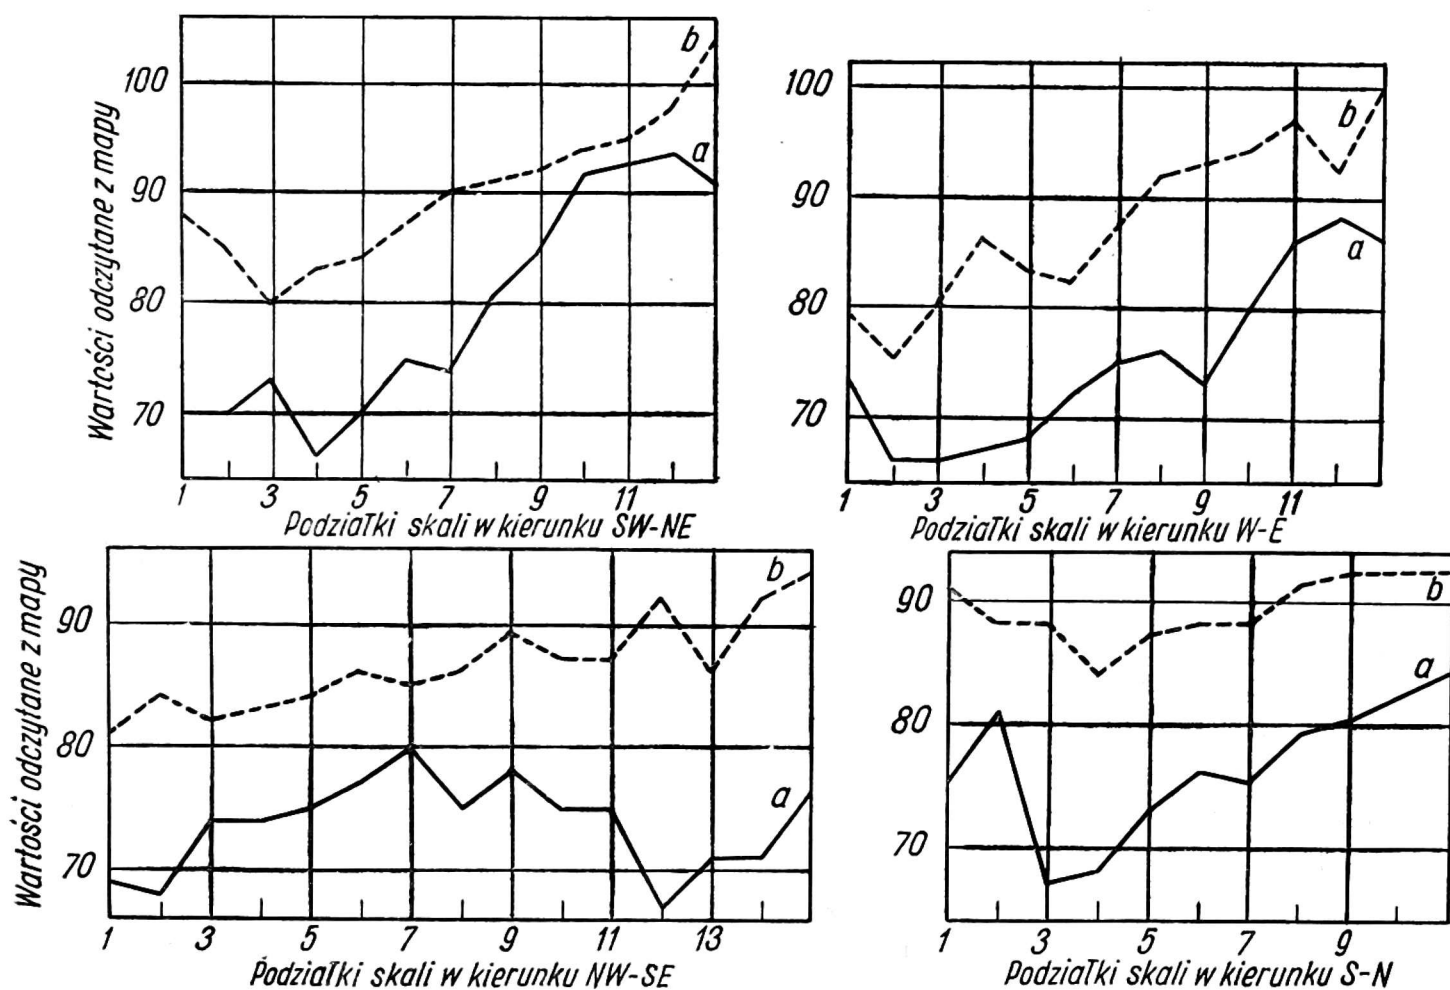 Wartości odczytane z mapy
100
90
80
70
b
a
1 3 5 7 9 11
Podziałki skali w kierunku SW-NE
100
90
80
70
b
a
1 3 5 7 9 11
Podziałki skali w kierunku W-E
Wartości odczytane z mapy
90
80
70
b
a
1 3 5 7 9 11 13
Podziałki skali w kierunku NW-SE
90
80
70
b
a
1 3 5 7 9
Podziałki skali w kierunku S-N